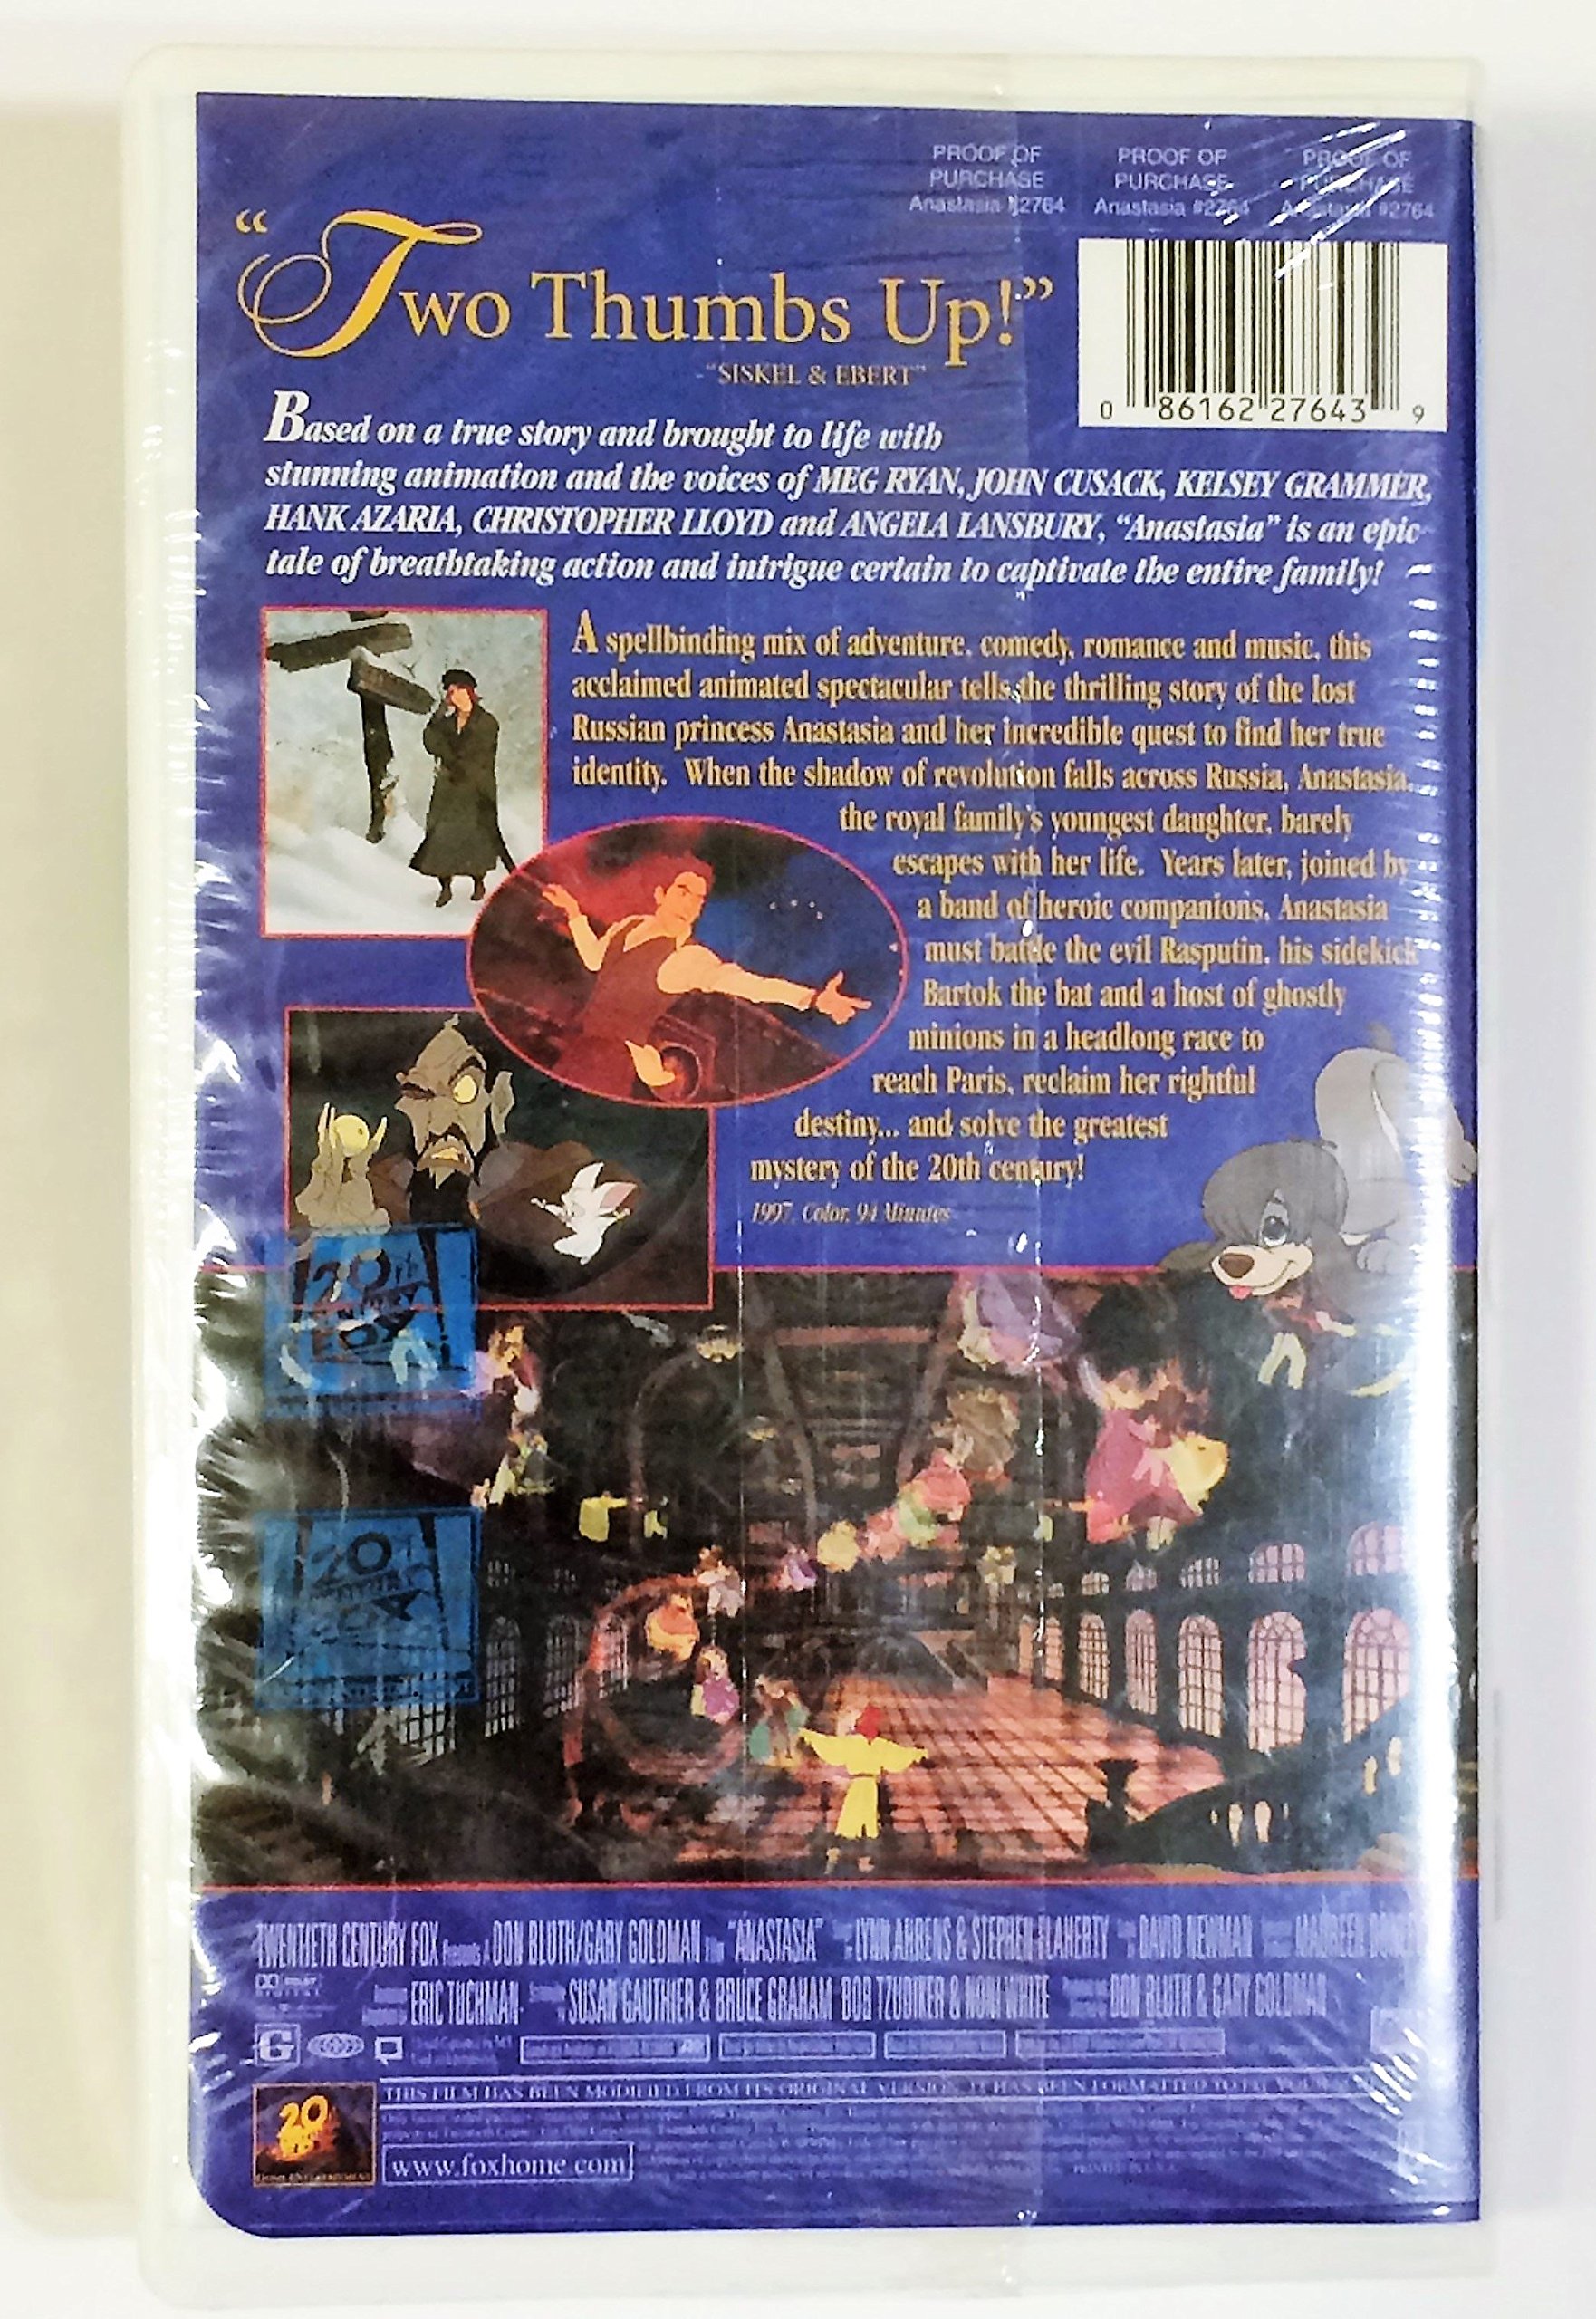 PROOF OF PURCHASE Anastasia #2764
PROOF OF PURCHASE Anastasia #2764
PROOF OF PURCHASE Anastasia #2764
“Two Thumbs Up!”
-“SISKEL & EBERT”
0 86162 27643 9
Based on a true story and brought to life with
stunning animation and the voices of MEG RYAN, JOHN CUSACK, KELSEY GRAMMER,
HANK AZARIA, CHRISTOPHER LLOYD and ANGELA LANSBURY, “Anastasia” is an epic
tale of breathtaking action and intrigue certain to captivate the entire family!
A spellbinding mix of adventure, comedy, romance and music, this
acclaimed animated spectacular tells the thrilling story of the lost
Russian princess Anastasia and her incredible quest to find her true
identity. When the shadow of revolution falls across Russia, Anastasia,
the royal family's youngest daughter, barely
escapes with her life. Years later, joined by
a band of heroic companions, Anastasia
must battle the evil Rasputin, his sidekick
Bartok the bat and a host of ghostly
minions in a headlong race to
reach Paris, reclaim her rightful
destiny... and solve the greatest
mystery of the 20th century!
1997. Color. 94 Minutes
20th CENTURY FOX
20th CENTURY FOX
TWENTIETH CENTURY FOX Presents A DON BLUTH/GARY GOLDMAN Film “ANASTASIA” LYNN AHRENS & STEPHEN FLAHERTY DAVID NEWMAN MAUREEN
DOLBY DIGITAL
ERIC TUCHMAN SUSAN GAUTHIER & BRUCE GRAHAM BOB TZUDIKER & NONI WHITE DON BLUTH & GARY GOLDMAN
G
THIS FILM HAS BEEN MODIFIED FROM ITS ORIGINAL VERSION. IT HAS BEEN FORMATTED TO FIT YOUR
20
www.foxhome.com